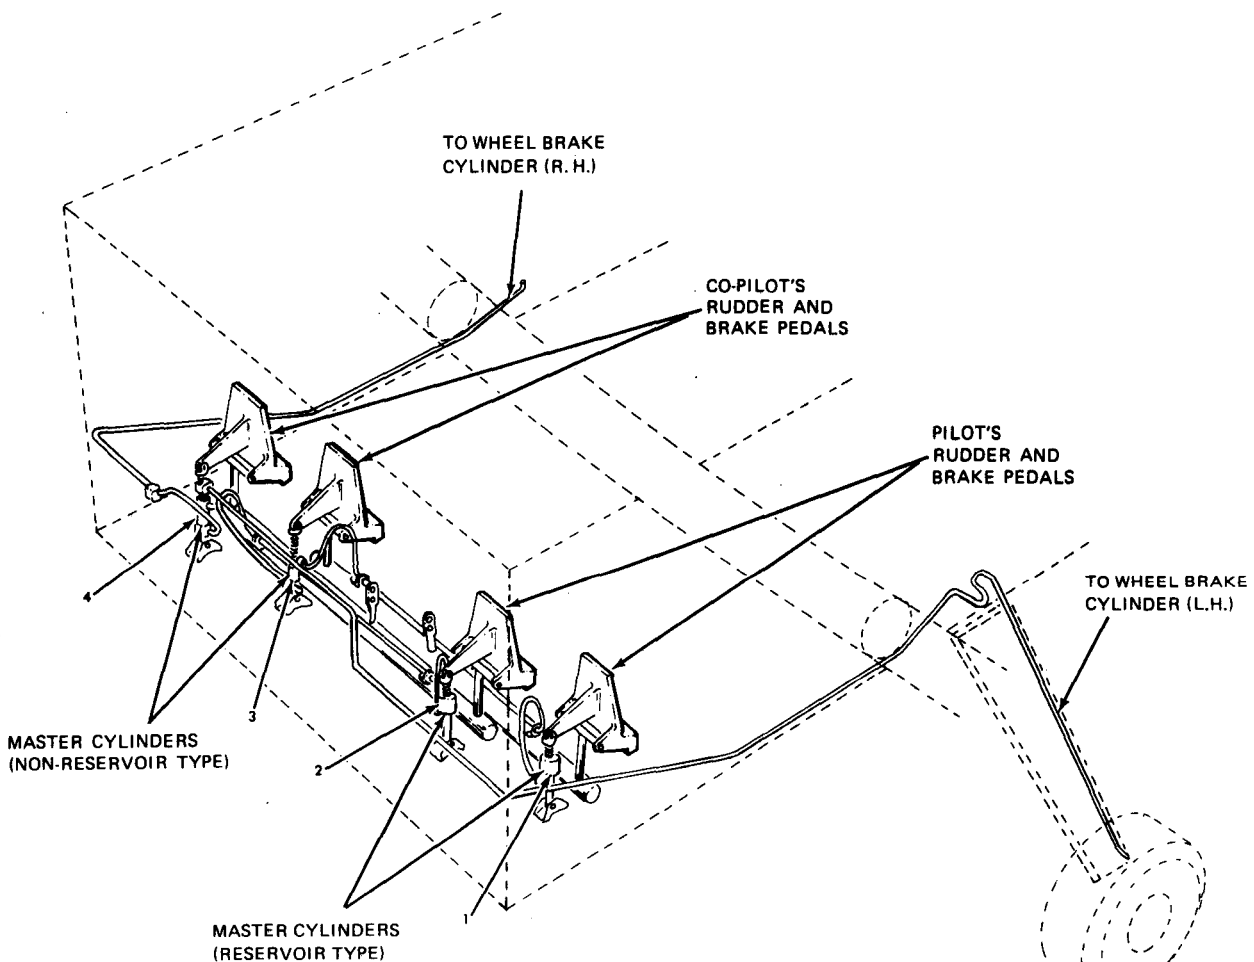 TO WHEEL BRAKE
CYLINDER (R.H.)
CO-PILOT'S
RUDDER AND
BRAKE PEDALS
PILOT'S
RUDDER AND
BRAKE PEDALS
TO WHEEL BRAKE
CYLINDER (L.H.)
4
3
MASTER CYLINDERS
(NON-RESERVOIR TYPE)
2
1
MASTER CYLINDERS
(RESERVOIR TYPE)